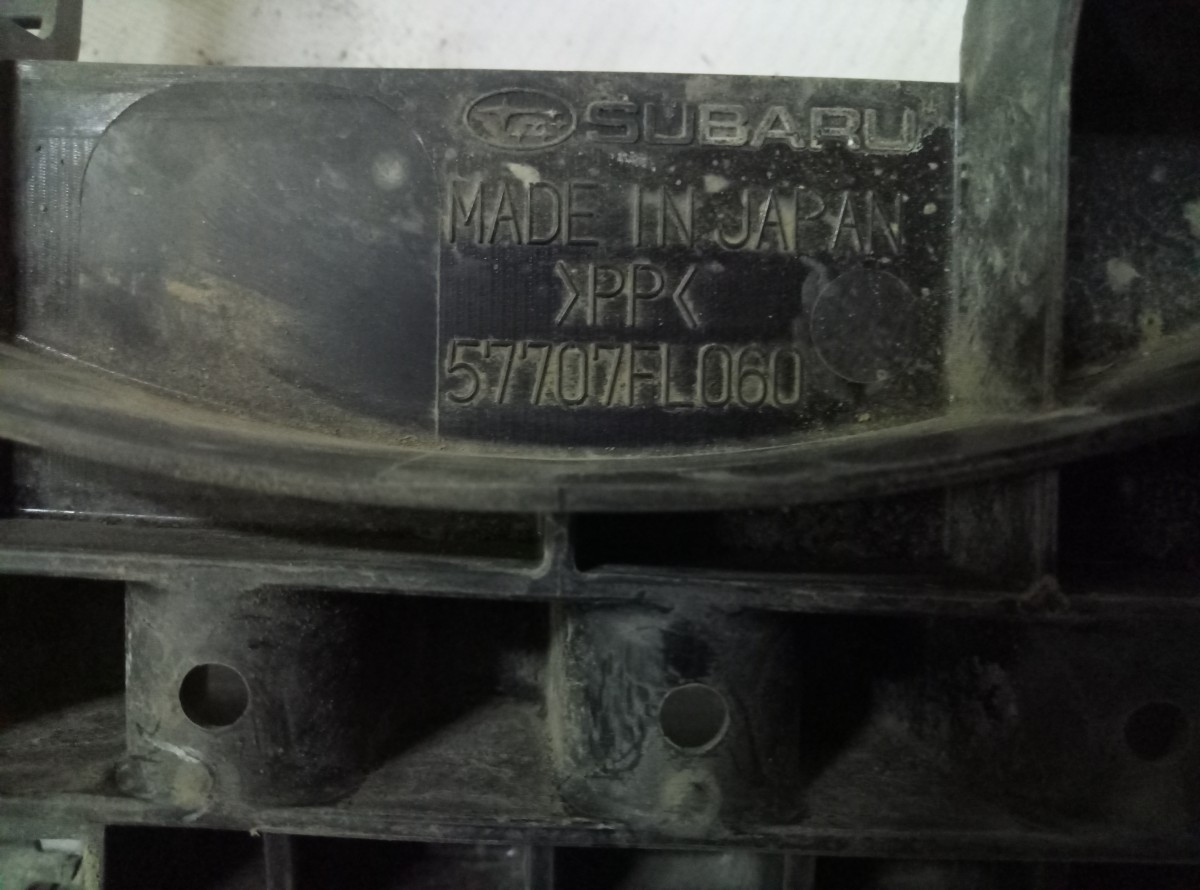 SUBARU
MADE IN JAPAN
>PP<
57707FL060